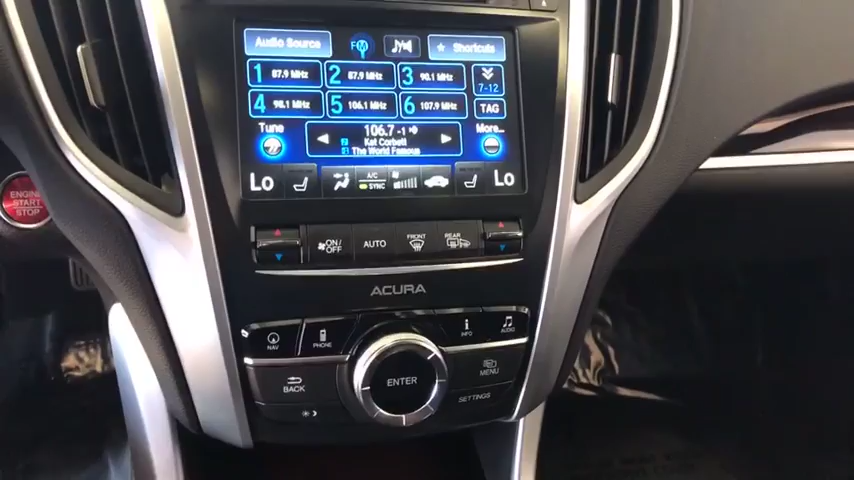 Audio Source FM Shortcuts
1 87.9 MHz 2 87.9 MHz 3 90.1 MHz 7-12
4 98.1 MHz 5 106.1 MHz 6 107.9 MHz TAG
Tune 106.7-1 More...
Kat Corbett
The World Famous
LO A/C SYNC LO
ENGINE START STOP
ON/OFF AUTO FRONT REAR
ACURA
NAV PHONE INFO AUDIO
BACK ENTER MENU
SETTINGS